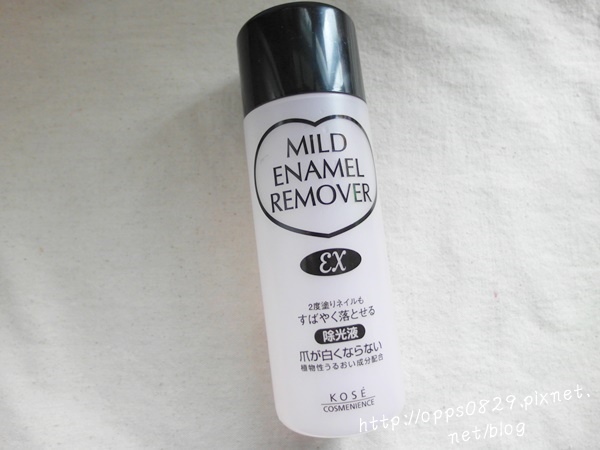 MILD
ENAMEL
REMOVER
EX
2度塗りネイルも
すばやく落とせる
除光液
爪が白くならない
植物性うるおい成分配合
KOSÉ
COSMENIENCE
http://opps0829.pixnet.
net/blog